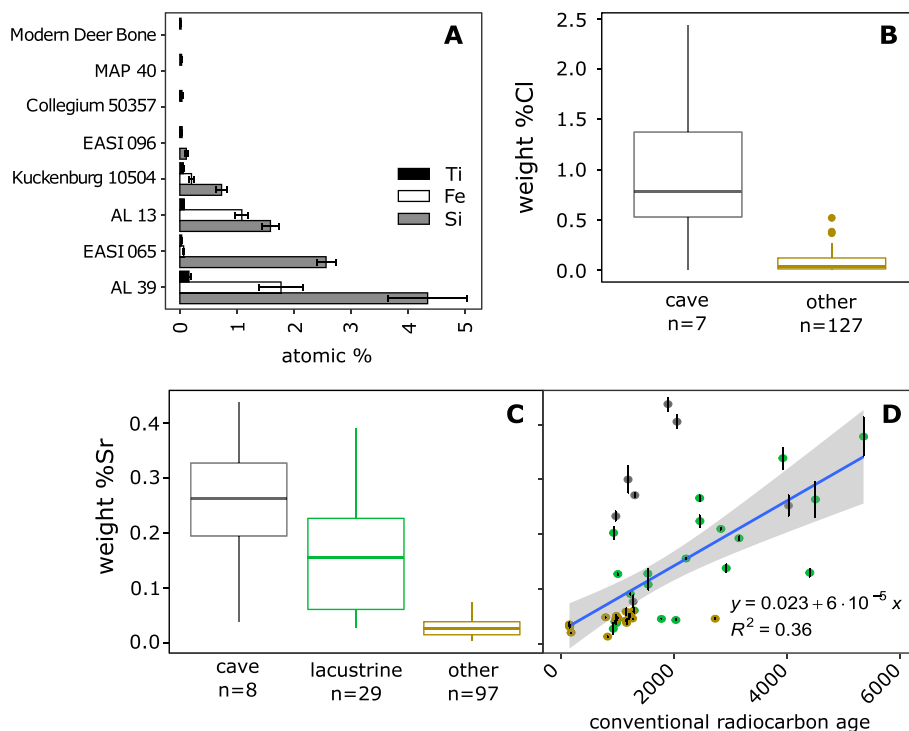 A
Modern Deer Bone
MAP 40
Collegium 50357
EASI 096
Kuckenburg 10504
AL 13
EASI 065
AL 39
Ti
Fe
Si
0 1 2 3 4 5
atomic %
B
weight %Cl
2.5
2.0
1.5
1.0
0.5
0.0
cave other
n=7 n=127
C
weight %Sr
0.4
0.3
0.2
0.1
0.0
cave lacustrine other
n=8 n=29 n=97
D
y = 0.023 + 6 · 10⁻⁵ x
R² = 0.36
0 2000 4000 6000
conventional radiocarbon age